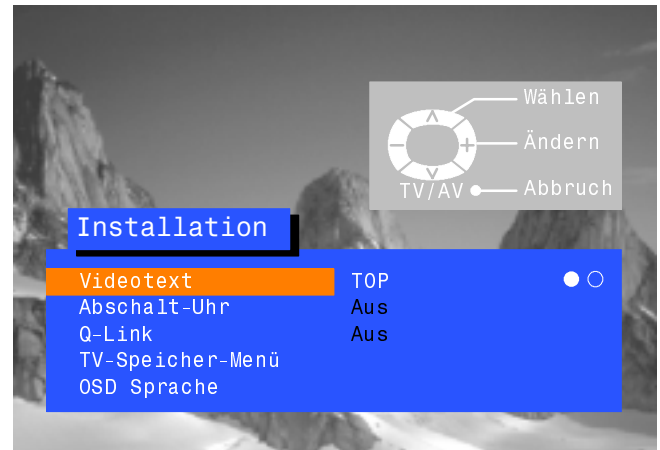 Wählen
Ändern
TV/AV Abbruch
Installation
Videotext TOP
Abschalt-Uhr Aus
Q-Link Aus
TV-Speicher-Menü
OSD Sprache